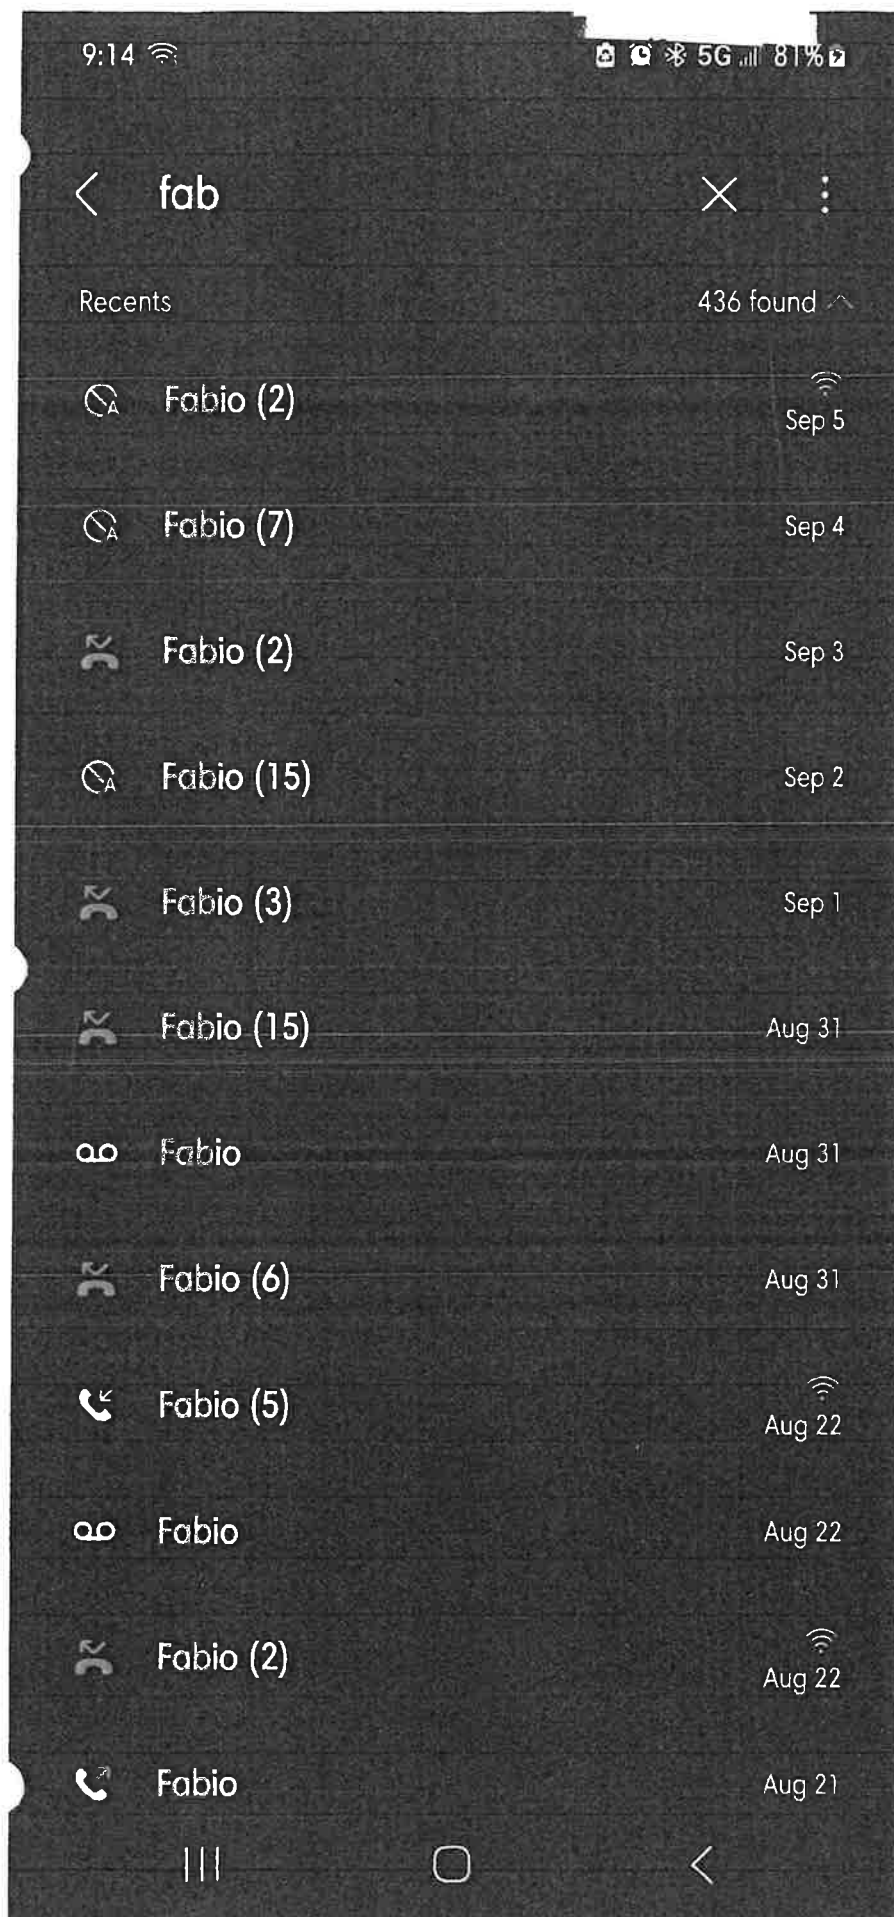 9:14 5G 81%
fab
Recents 436 found
Fabio (2) Sep 5
Fabio (7) Sep 4
Fabio (2) Sep 3
Fabio (15) Sep 2
Fabio (3) Sep 1
Fabio (15) Aug 31
Fabio Aug 31
Fabio (6) Aug 31
Fabio (5) Aug 22
Fabio Aug 22
Fabio (2) Aug 22
Fabio Aug 21